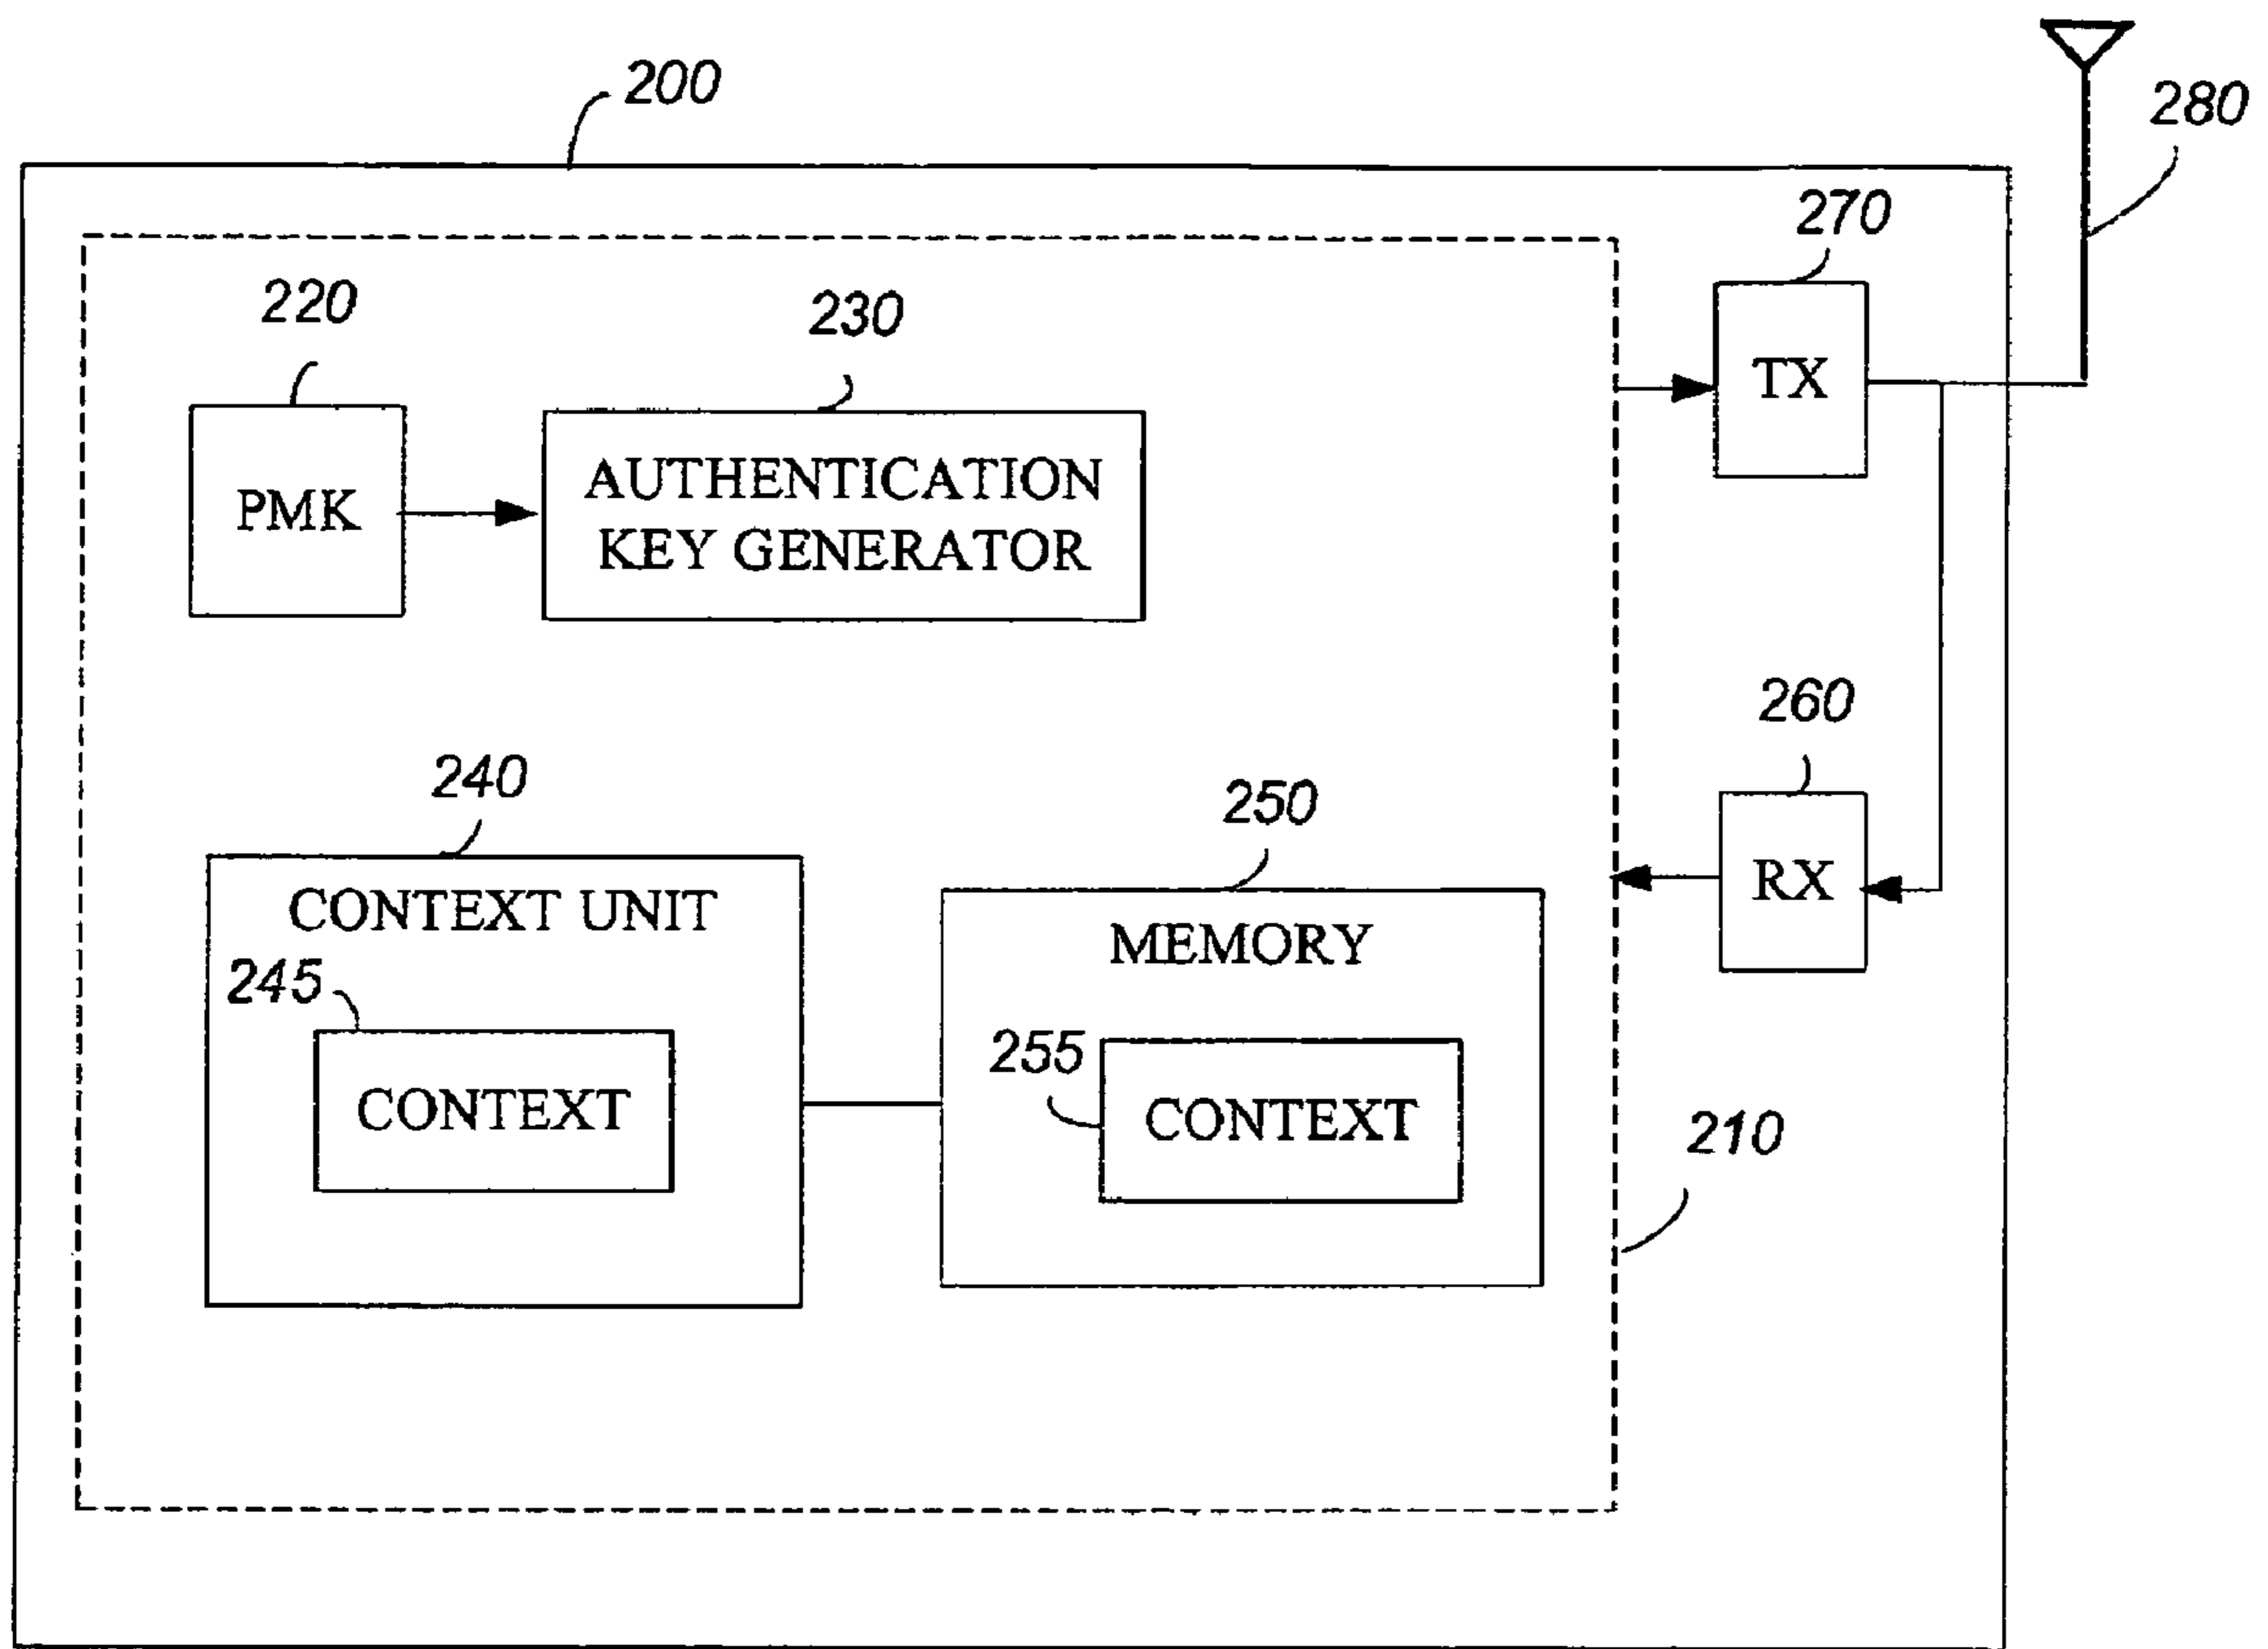 200
280
270
220
230
TX
PMK
AUTHENTICATION
KEY GENERATOR
260
240
250
RX
CONTEXT UNIT
MEMORY
245
255
CONTEXT
CONTEXT
210